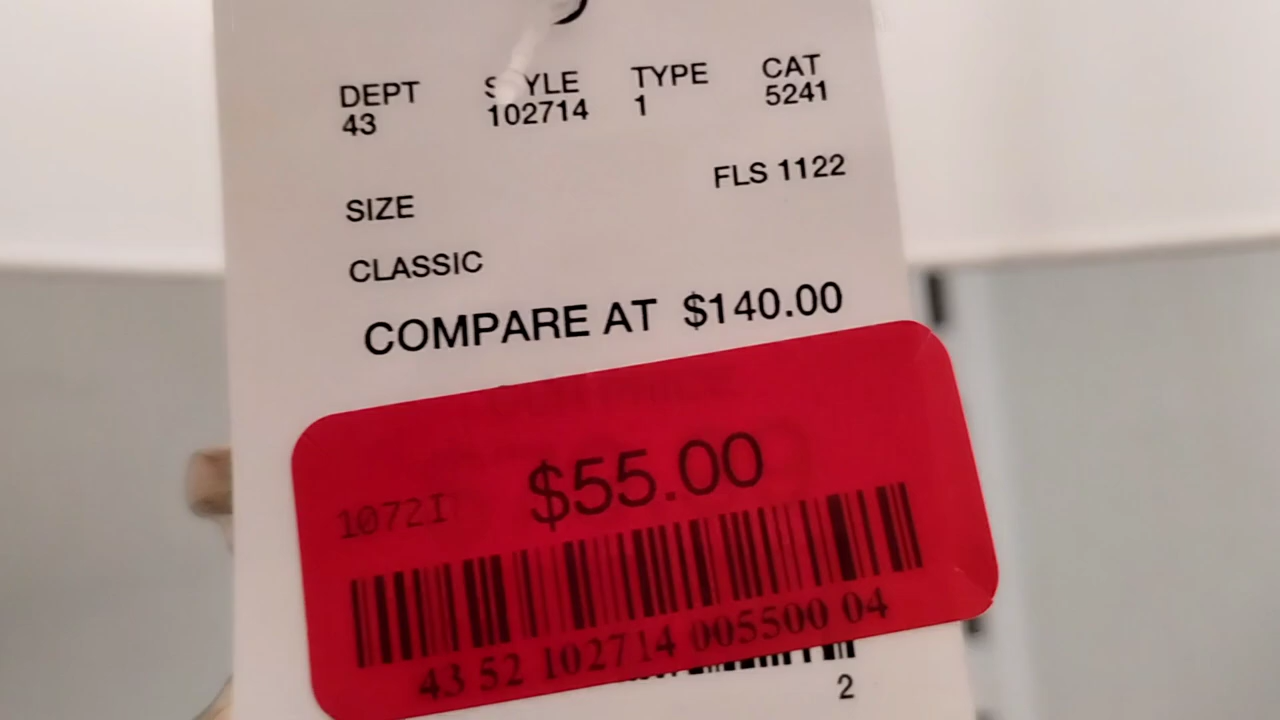 DEPT STYLE TYPE CAT
43 102714 1 5241
FLS 1122
SIZE
CLASSIC
COMPARE AT $140.00
$55.00
1072I
43 52 102714 005500 04
2